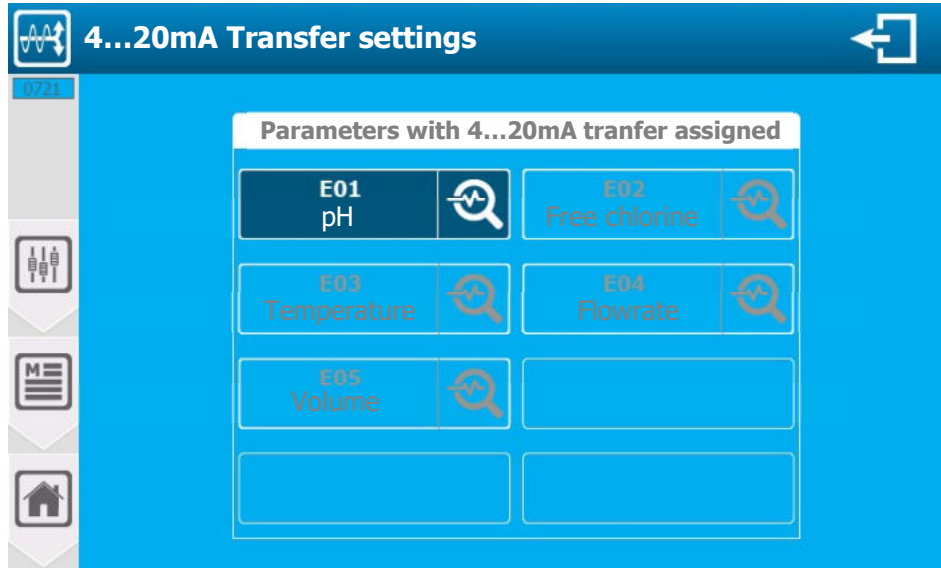 4...20mA Transfer settings
0721
Parameters with 4...20mA tranfer assigned
E01
pH
E02
Free chlorine
E03
Temperature
E04
Flowrate
E05
Volume
M